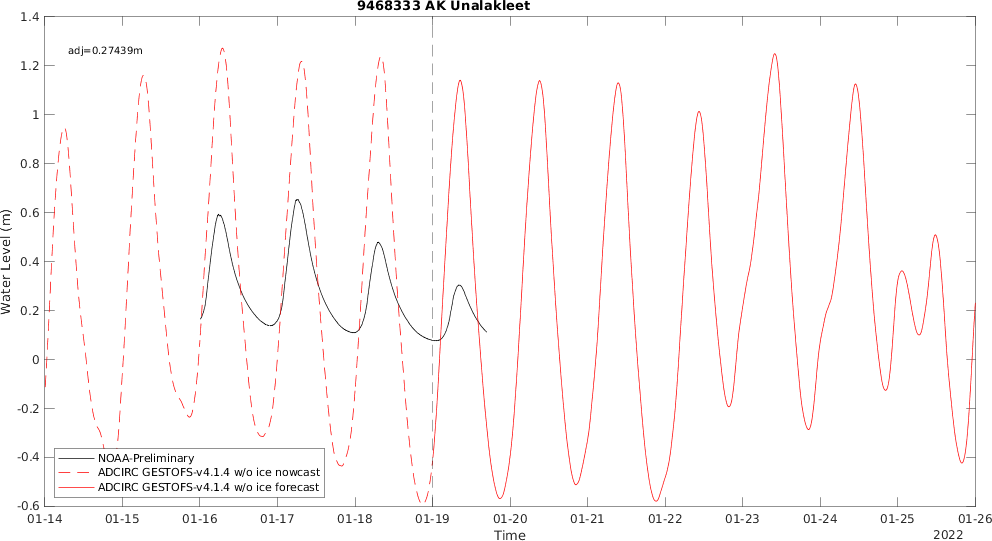 9468333 AK Unalakleet
1.4
adj=0.27439m
1.2
1
0.8
0.6
0.4
0.2
0
-0.2
-0.4
-0.6
Water Level (m)
NOAA-Preliminary
ADCIRC GESTOFS-v4.1.4 w/o ice nowcast
ADCIRC GESTOFS-v4.1.4 w/o ice forecast
01-14 01-15 01-16 01-17 01-18 01-19 01-20 01-21 01-22 01-23 01-24 01-25 01-26
Time
2022